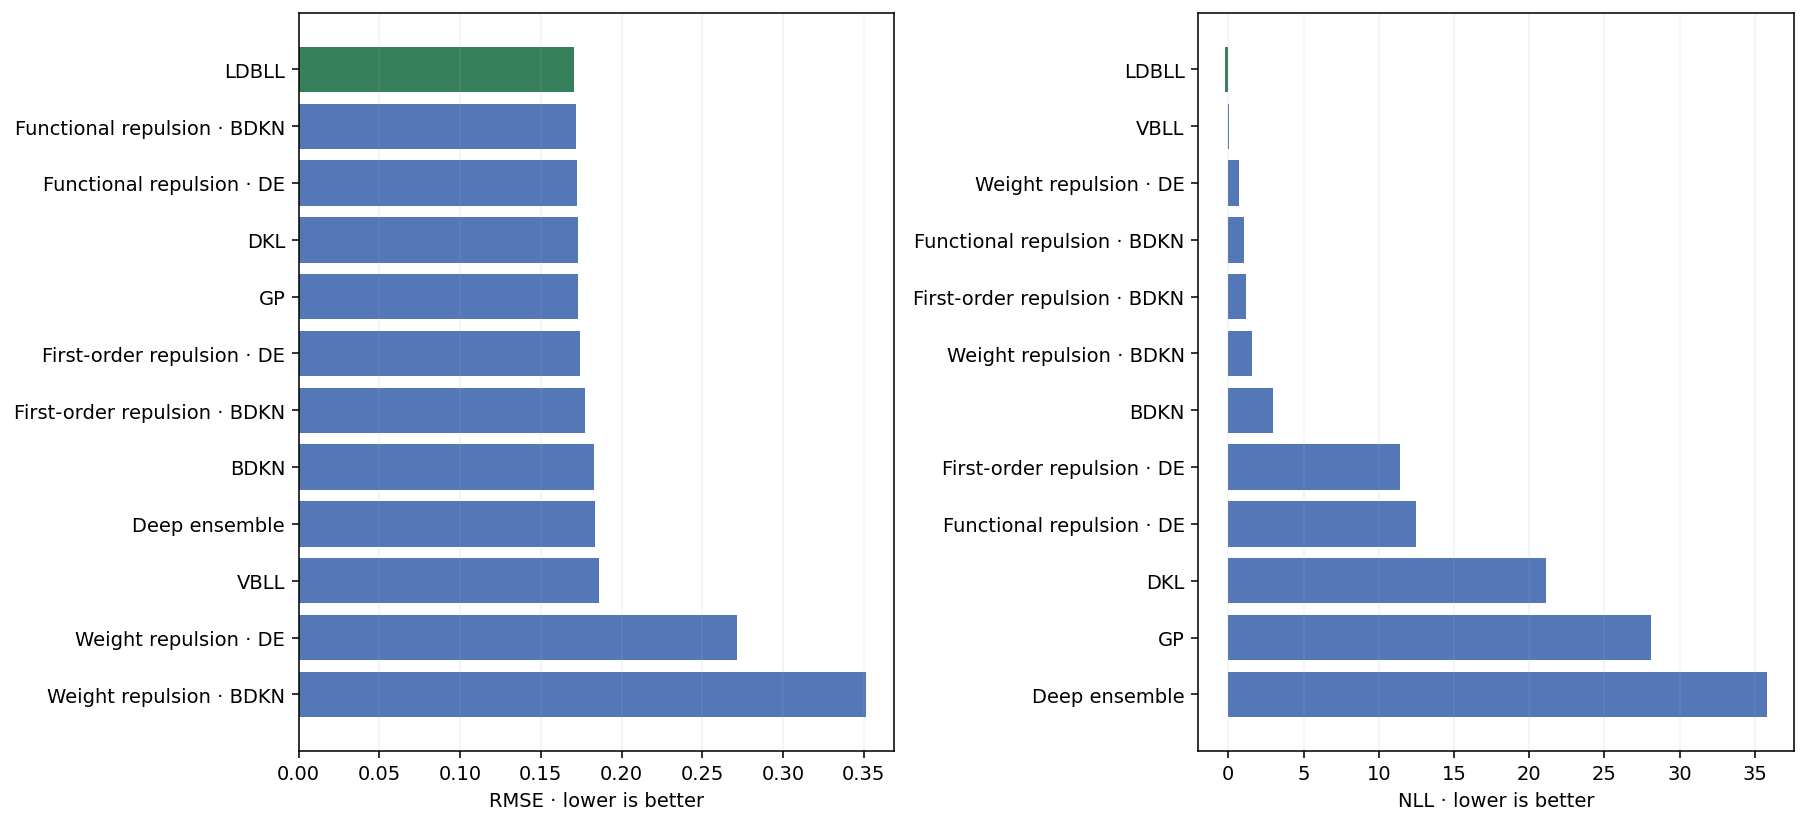 LDBLL
Functional repulsion · BDKN
Functional repulsion · DE
DKL
GP
First-order repulsion · DE
First-order repulsion · BDKN
BDKN
Deep ensemble
VBLL
Weight repulsion · DE
Weight repulsion · BDKN
0.00 0.05 0.10 0.15 0.20 0.25 0.30 0.35
RMSE · lower is better
LDBLL
VBLL
Weight repulsion · DE
Functional repulsion · BDKN
First-order repulsion · BDKN
Weight repulsion · BDKN
BDKN
First-order repulsion · DE
Functional repulsion · DE
DKL
GP
Deep ensemble
0 5 10 15 20 25 30 35
NLL · lower is better